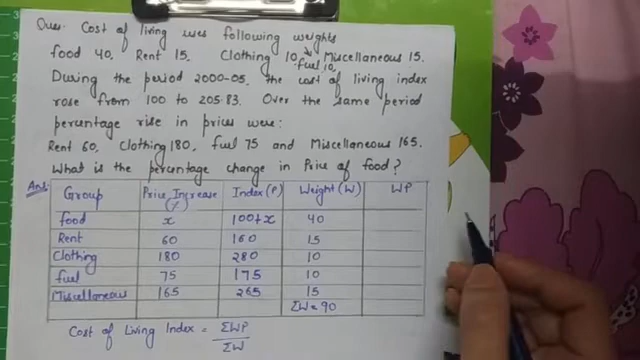 Ques. Cost of living uses following weights
food 40, Rent 15, Clothing 10, Miscellaneous 15.
fuel 10,
During the period 2000-05, the cost of living index
rose from 100 to 205.83. Over the same period
percentage rise in prices were:
Rent 60, Clothing 180, fuel 75 and Miscellaneous 165.
What is the percentage change in Price of food?
Ans: Group Price Increase (%) Index (P) Weight (W) WP
food x 100+x 40
Rent 60 160 15
Clothing 180 280 10
fuel 75 175 10
Miscellaneous 165 265 15
ΣW = 90
Cost of Living Index = ΣWP
ΣW